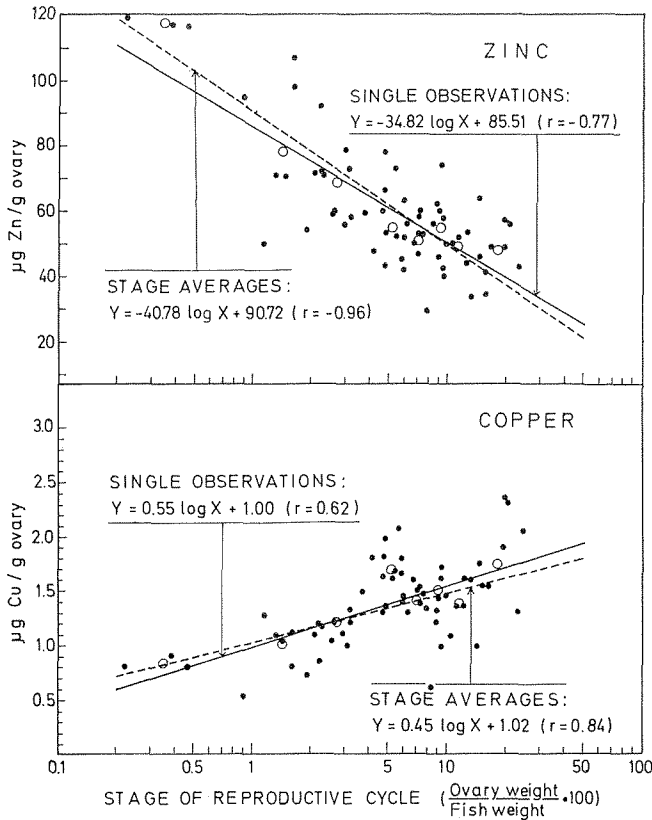 120
100
80
60
40
20
µg Zn/g ovary
ZINC
SINGLE OBSERVATIONS:
Y = -34.82 log X + 85.51 ( r = -0.77)
STAGE AVERAGES:
Y = -40.78 log X + 90.72 ( r = -0.96)
3.0
2.5
2.0
1.5
1.0
0.5
µg Cu / g ovary
COPPER
SINGLE OBSERVATIONS:
Y = 0.55 log X + 1.00 ( r = 0.62)
STAGE AVERAGES:
Y = 0.45 log X + 1.02 ( r = 0.84)
0.1 0.5 1 5 10 50 100
STAGE OF REPRODUCTIVE CYCLE (Ovary weight/Fish weight •100)